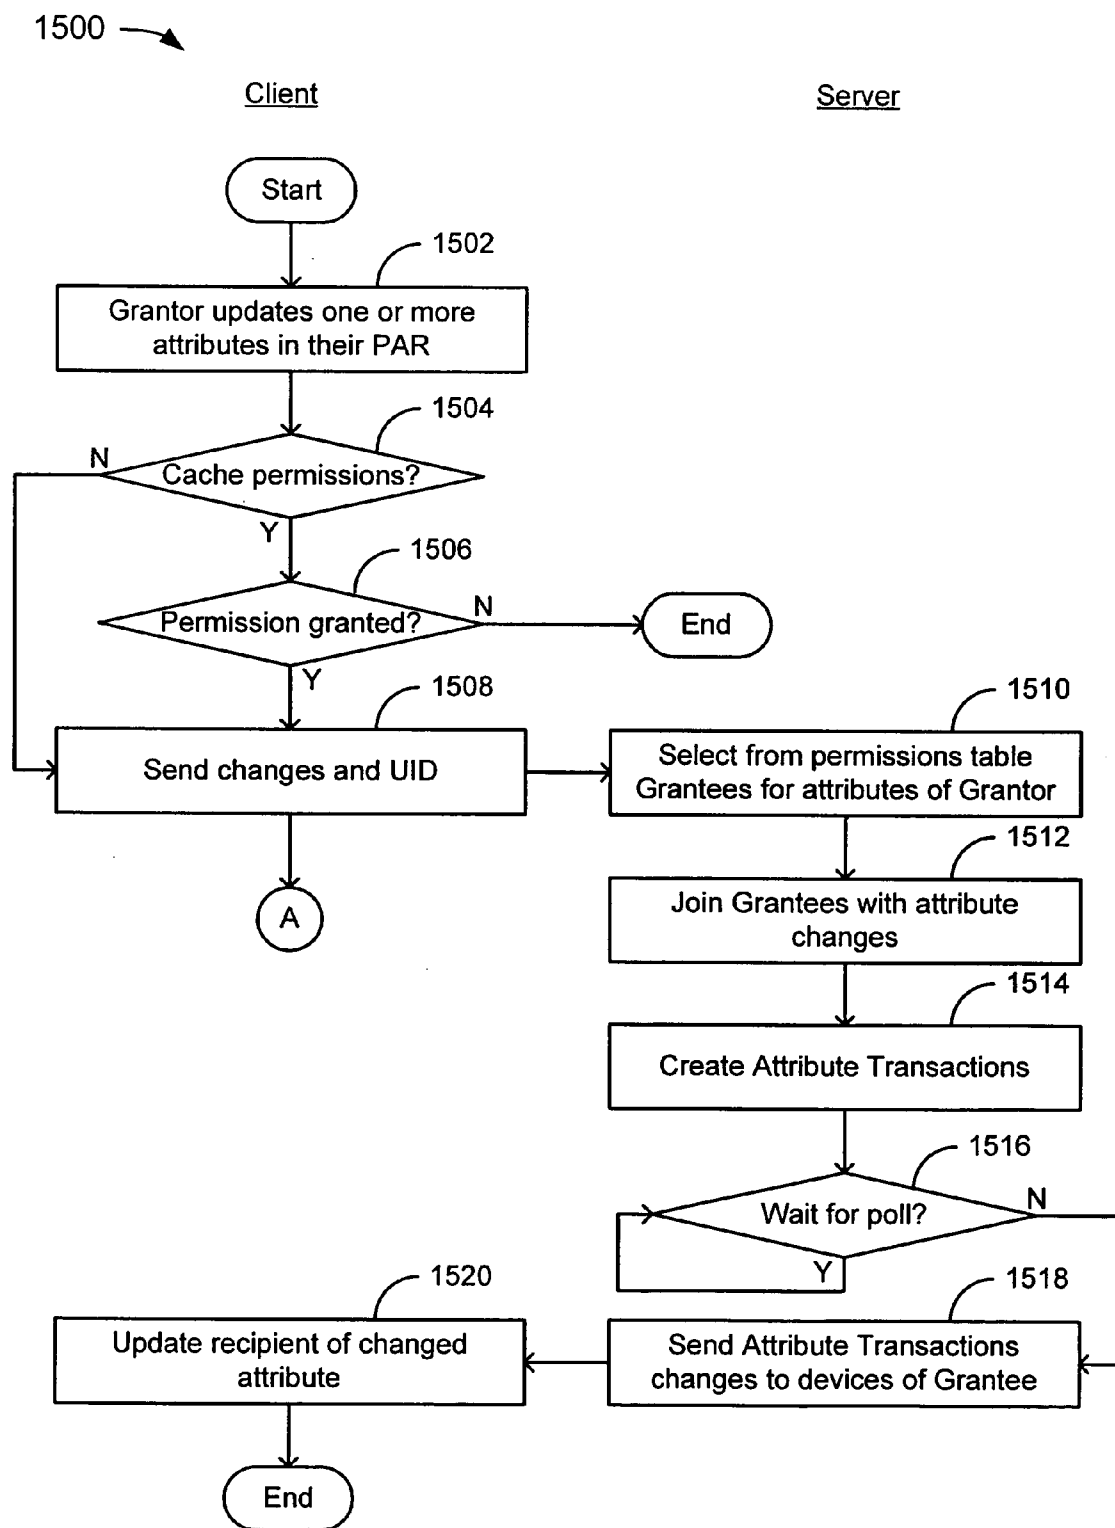 1500
Client
Server
Start
1502
Grantor updates one or more
attributes in their PAR
1504
N
Cache permissions?
Y
1506
Permission granted?
N
End
Y
1508
Send changes and UID
1510
Select from permissions table
Grantees for attributes of Grantor
A
1512
Join Grantees with attribute
changes
1514
Create Attribute Transactions
1516
Wait for poll?
N
Y
1518
Send Attribute Transactions
changes to devices of Grantee
1520
Update recipient of changed
attribute
End